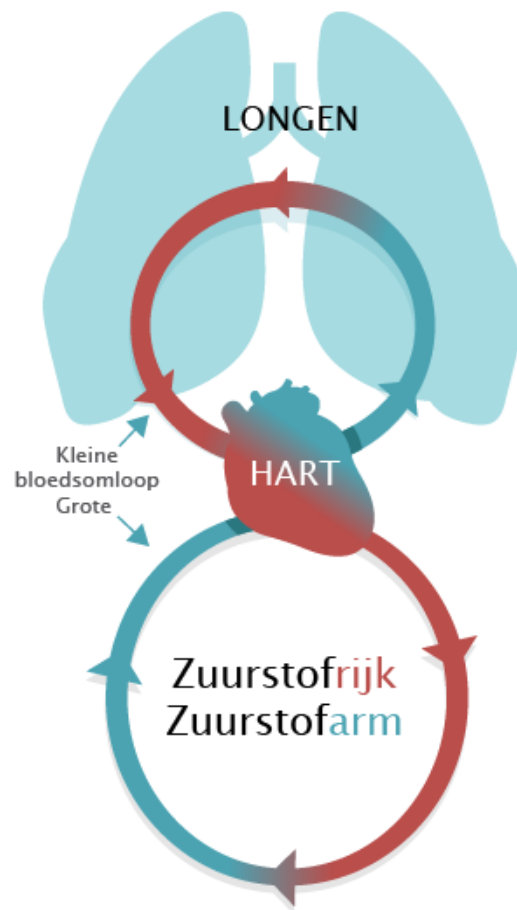 LONGEN
Kleine
bloedsomloop
Grote
HART
Zuurstofrijk
Zuurstofarm